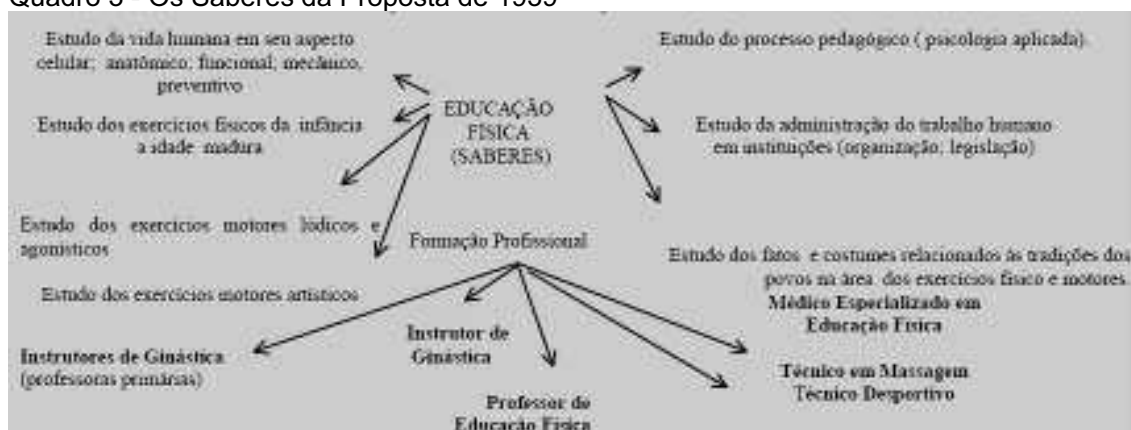 Quadro 3 - Os Saberes da Proposta de 1939
Estudo da vida humana em seu aspecto
celular; anatômico; funcional; mecânico,
preventivo
Estudo dos exercícios físicos da infância
a idade madura
Estudo dos exercícios motores lúdicos e
agonísticos
Estudo dos exercícios motores artísticos
EDUCAÇÃO
FÍSICA
(SABERES)
Estudo do processo pedagógico ( psicologia aplicada).
Estudo da administração do trabalho humano
em instituições (organização; legislação)
Estudo dos fatos e costumes relacionados às tradições dos
povos na área dos exercícios físico e motores.
Formação Profissional
Instrutores de Ginástica
(professoras primárias)
Instrutor de
Ginástica
Professor de
Educação Física
Médico Especializado em
Educação Física
Técnico em Massagem
Técnico Desportivo